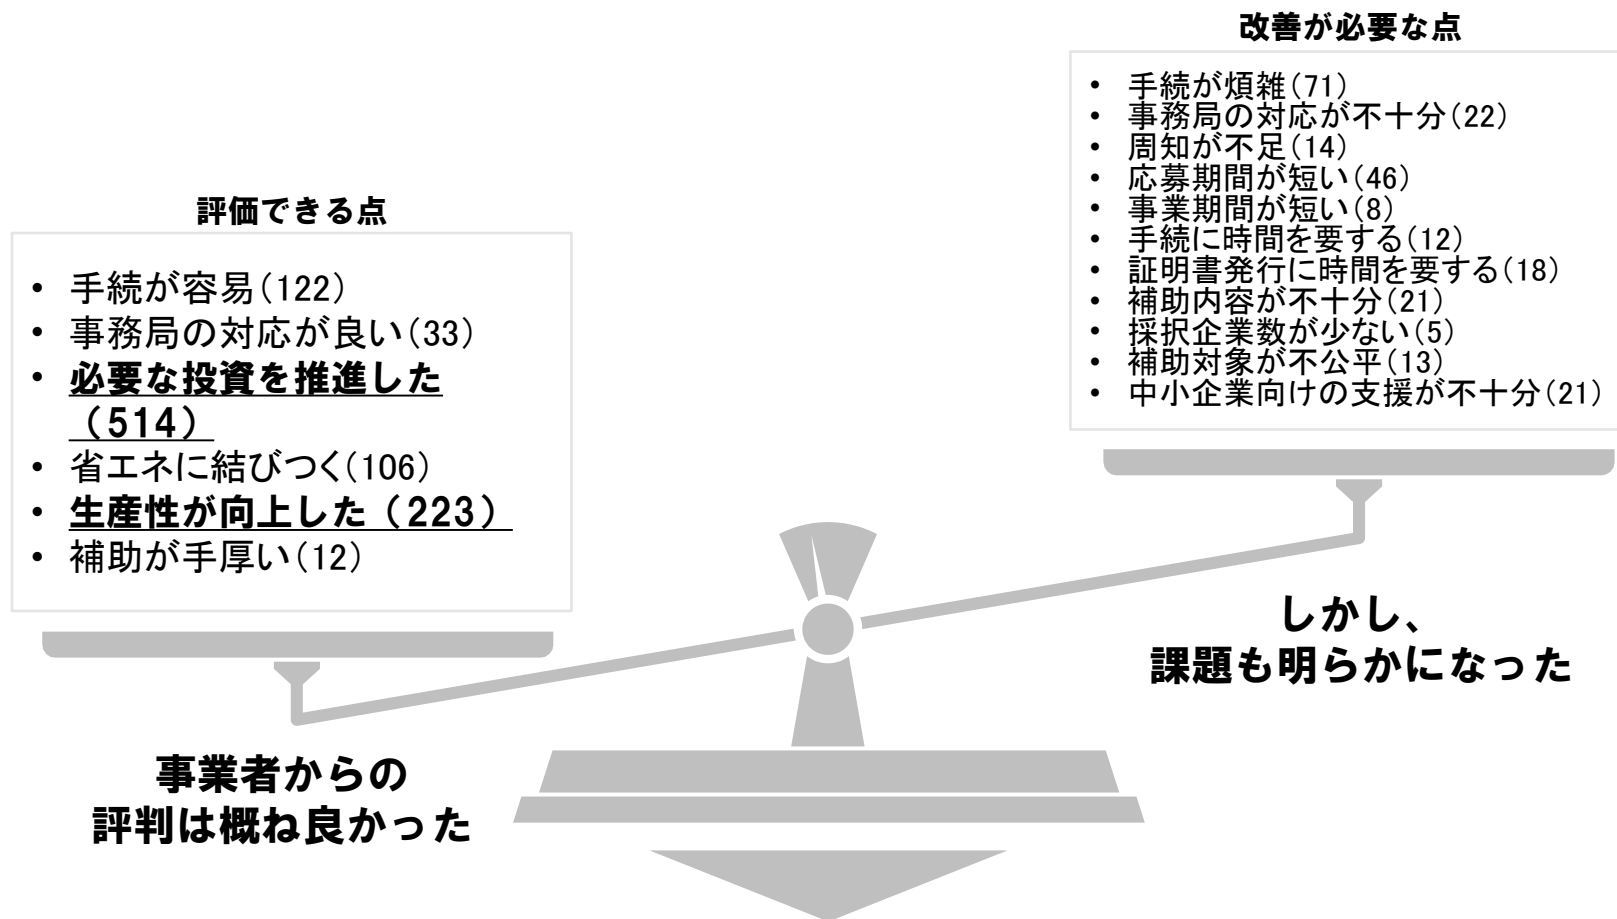 評価できる点
• 手続が容易(122)
• 事務局の対応が良い(33)
• 必要な投資を推進した
(514)
• 省エネに結びつく(106)
• 生産性が向上した(223)
• 補助が手厚い(12)
事業者からの
評判は概ね良かった
改善が必要な点
• 手続が煩雑(71)
• 事務局の対応が不十分(22)
• 周知が不足(14)
• 応募期間が短い(46)
• 事業期間が短い(8)
• 手続に時間を要する(12)
• 証明書発行に時間を要する(18)
• 補助内容が不十分(21)
• 採択企業数が少ない(5)
• 補助対象が不公平(13)
• 中小企業向けの支援が不十分(21)
しかし、
課題も明らかになった